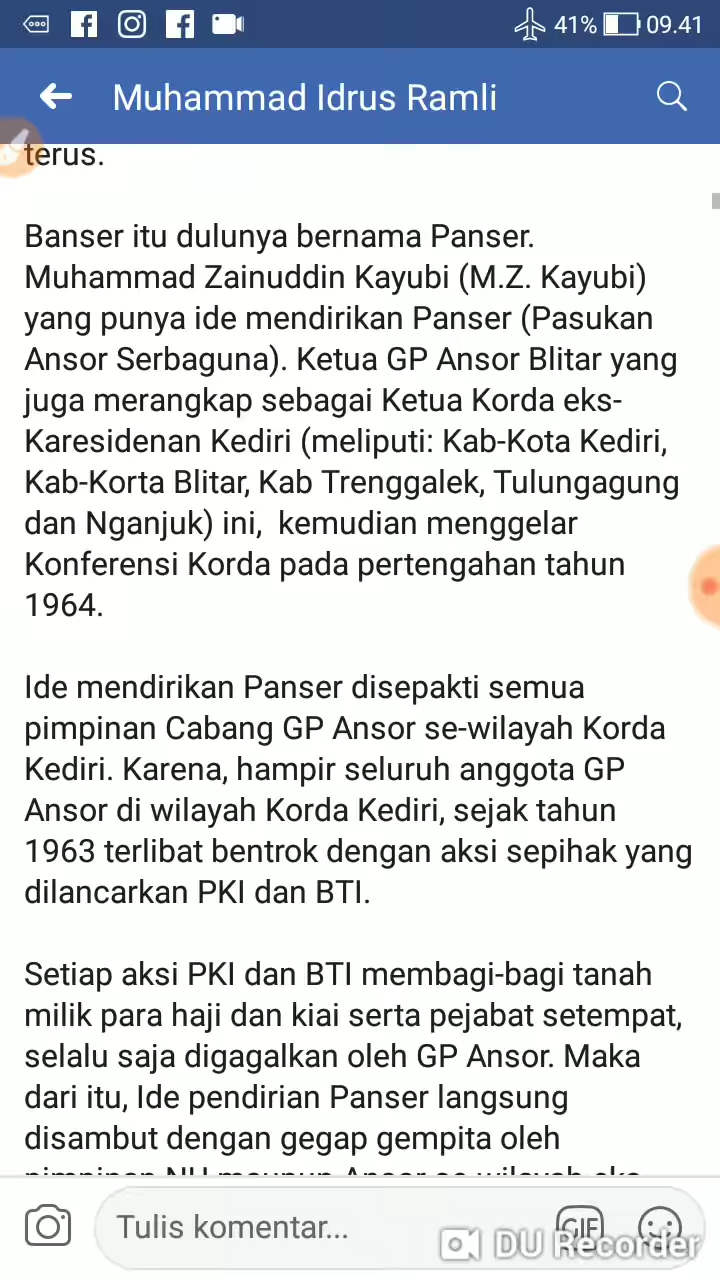 41% 09.41
Muhammad Idrus Ramli
terus.
Banser itu dulunya bernama Panser.
Muhammad Zainuddin Kayubi (M.Z. Kayubi)
yang punya ide mendirikan Panser (Pasukan
Ansor Serbaguna). Ketua GP Ansor Blitar yang
juga merangkap sebagai Ketua Korda eks-
Karesidenan Kediri (meliputi: Kab-Kota Kediri,
Kab-Korta Blitar, Kab Trenggalek, Tulungagung
dan Nganjuk) ini, kemudian menggelar
Konferensi Korda pada pertengahan tahun
1964.
Ide mendirikan Panser disepakti semua
pimpinan Cabang GP Ansor se-wilayah Korda
Kediri. Karena, hampir seluruh anggota GP
Ansor di wilayah Korda Kediri, sejak tahun
1963 terlibat bentrok dengan aksi sepihak yang
dilancarkan PKI dan BTI.
Setiap aksi PKI dan BTI membagi-bagi tanah
milik para haji dan kiai serta pejabat setempat,
selalu saja digagalkan oleh GP Ansor. Maka
dari itu, Ide pendirian Panser langsung
disambut dengan gegap gempita oleh
Tulis komentar...
GIF
DU Recorder